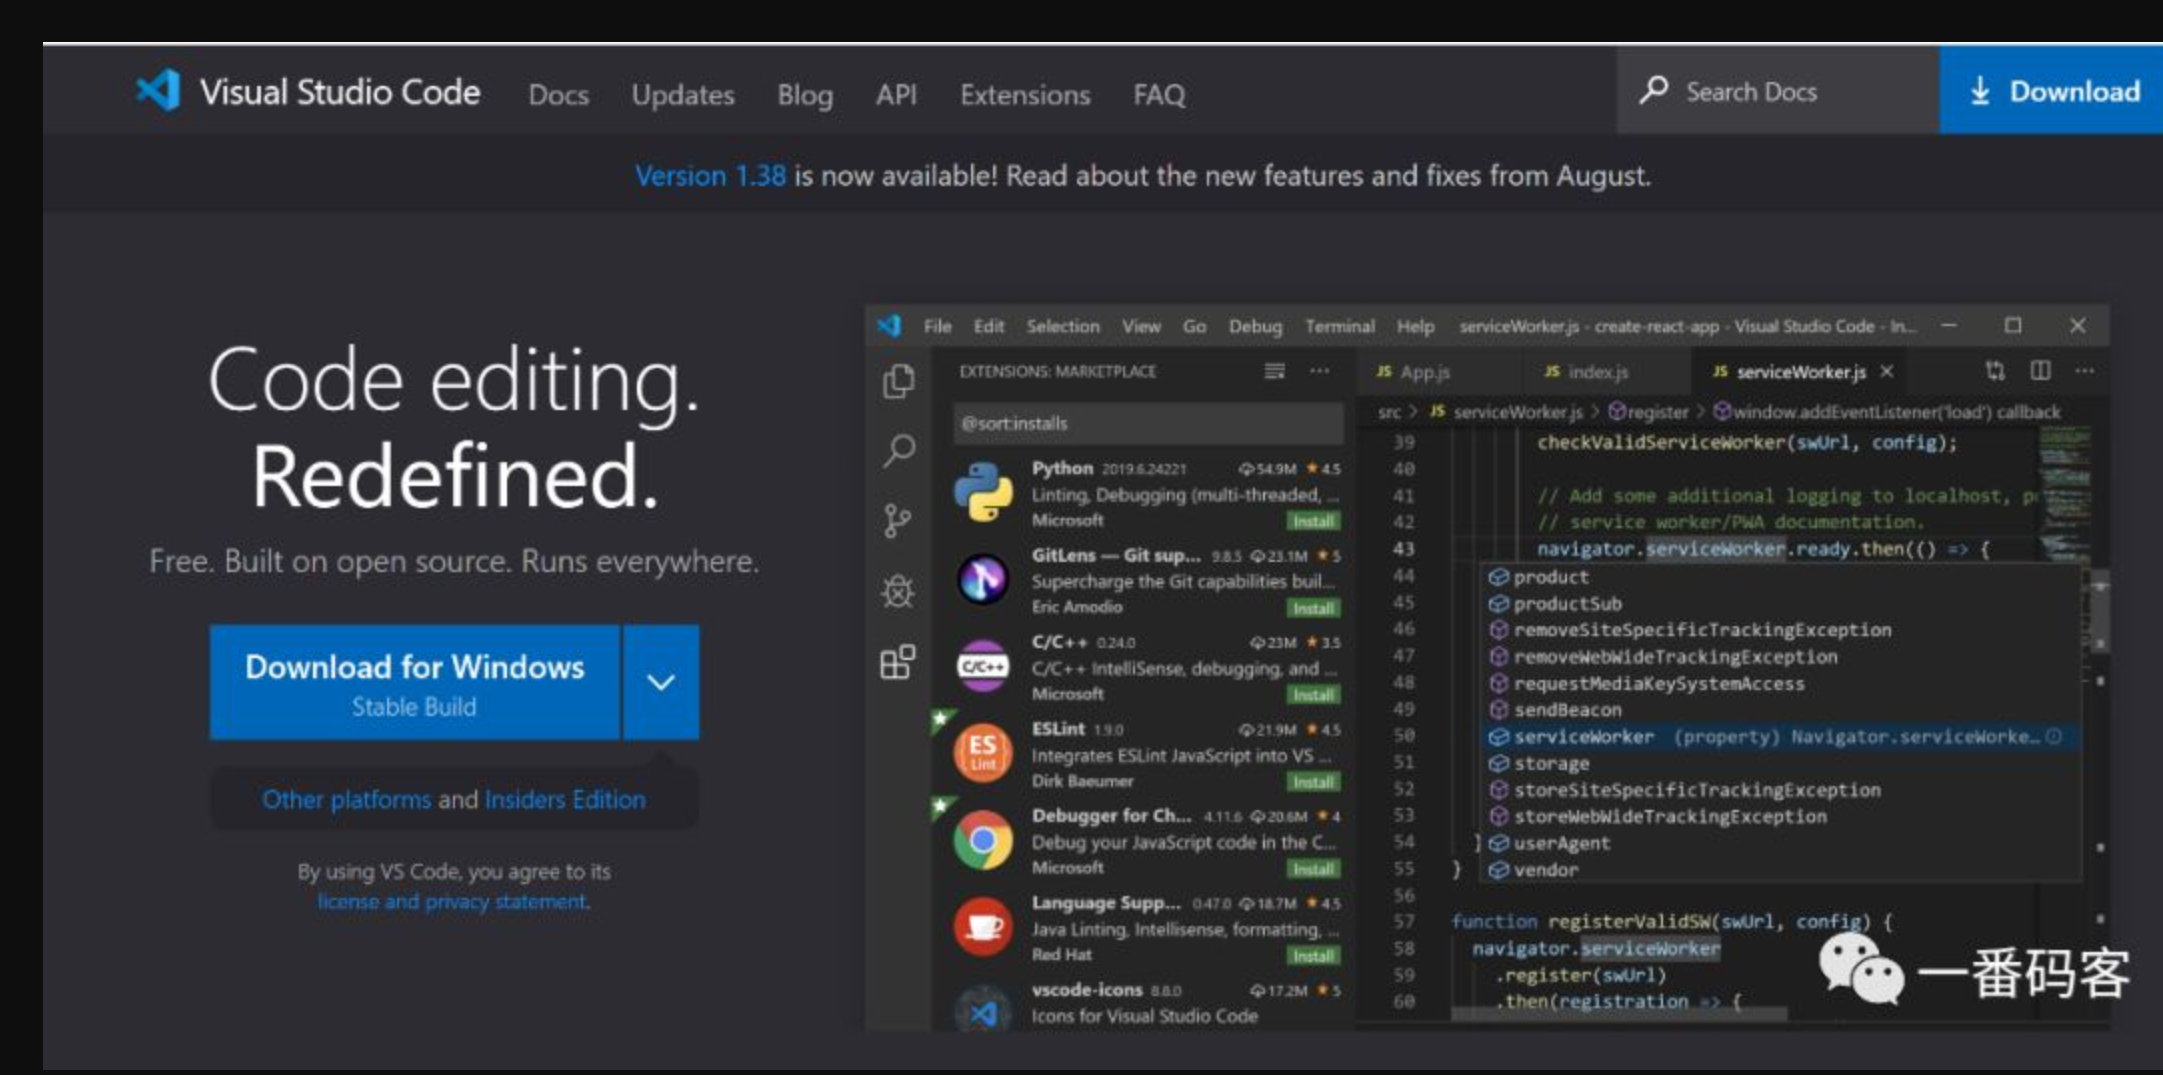 Visual Studio Code Docs Updates Blog API Extensions FAQ Search Docs Download
Version 1.38 is now available! Read about the new features and fixes from August.
Code editing.
Redefined.
Free. Built on open source. Runs everywhere.
Download for Windows
Stable Build
Other platforms and Insiders Edition
By using VS Code, you agree to its
license and privacy statement.
File Edit Selection View Go Debug Terminal Help serviceWorker.js - create-react-app - Visual Studio Code - In...
EXTENSIONS: MARKETPLACE
@sort:installs
Python 2019.6.24221 54.9M ★ 4.5
Linting, Debugging (multi-threaded, ...
Microsoft Install
GitLens — Git sup... 9.8.5 23.1M ★ 5
Supercharge the Git capabilities buil...
Eric Amodio Install
C/C++ 0.24.0 23M ★ 3.5
C/C++
C/C++ IntelliSense, debugging, and ...
Microsoft Install
ESLint 1.9.0 21.9M ★ 4.5
ES
Lint
Integrates ESLint JavaScript into VS ...
Dirk Baeumer Install
Debugger for Ch... 4.11.6 20.6M ★ 4
Debug your JavaScript code in the C...
Microsoft Install
Language Supp... 0.47.0 18.7M ★ 4.5
Java Linting, Intellisense, formatting, ...
Red Hat Install
vscode-icons 8.8.0 17.2M ★ 5
Icons for Visual Studio Code
JS App.js JS index.js JS serviceWorker.js
src > JS serviceWorker.js > register > window.addEventListener('load') callback
39 checkValidServiceWorker(swUrl, config);
40
41 // Add some additional logging to localhost,
42 // service worker/PWA documentation.
43 navigator.serviceWorker.ready.then(() => {
44 product
45 productSub
46 removeSiteSpecificTrackingException
47 removeWebWideTrackingException
48 requestMediaKeySystemAccess
49 sendBeacon
50 serviceWorker (property) Navigator.serviceWorke...
51 storage
52 storeSiteSpecificTrackingException
53 storeWebWideTrackingException
54 } userAgent
55 } vendor
56
57 function registerValidSW(swUrl, config) {
58 navigator.serviceWorker
59 .register(swUrl)
60 .then(registration => {
一番码客